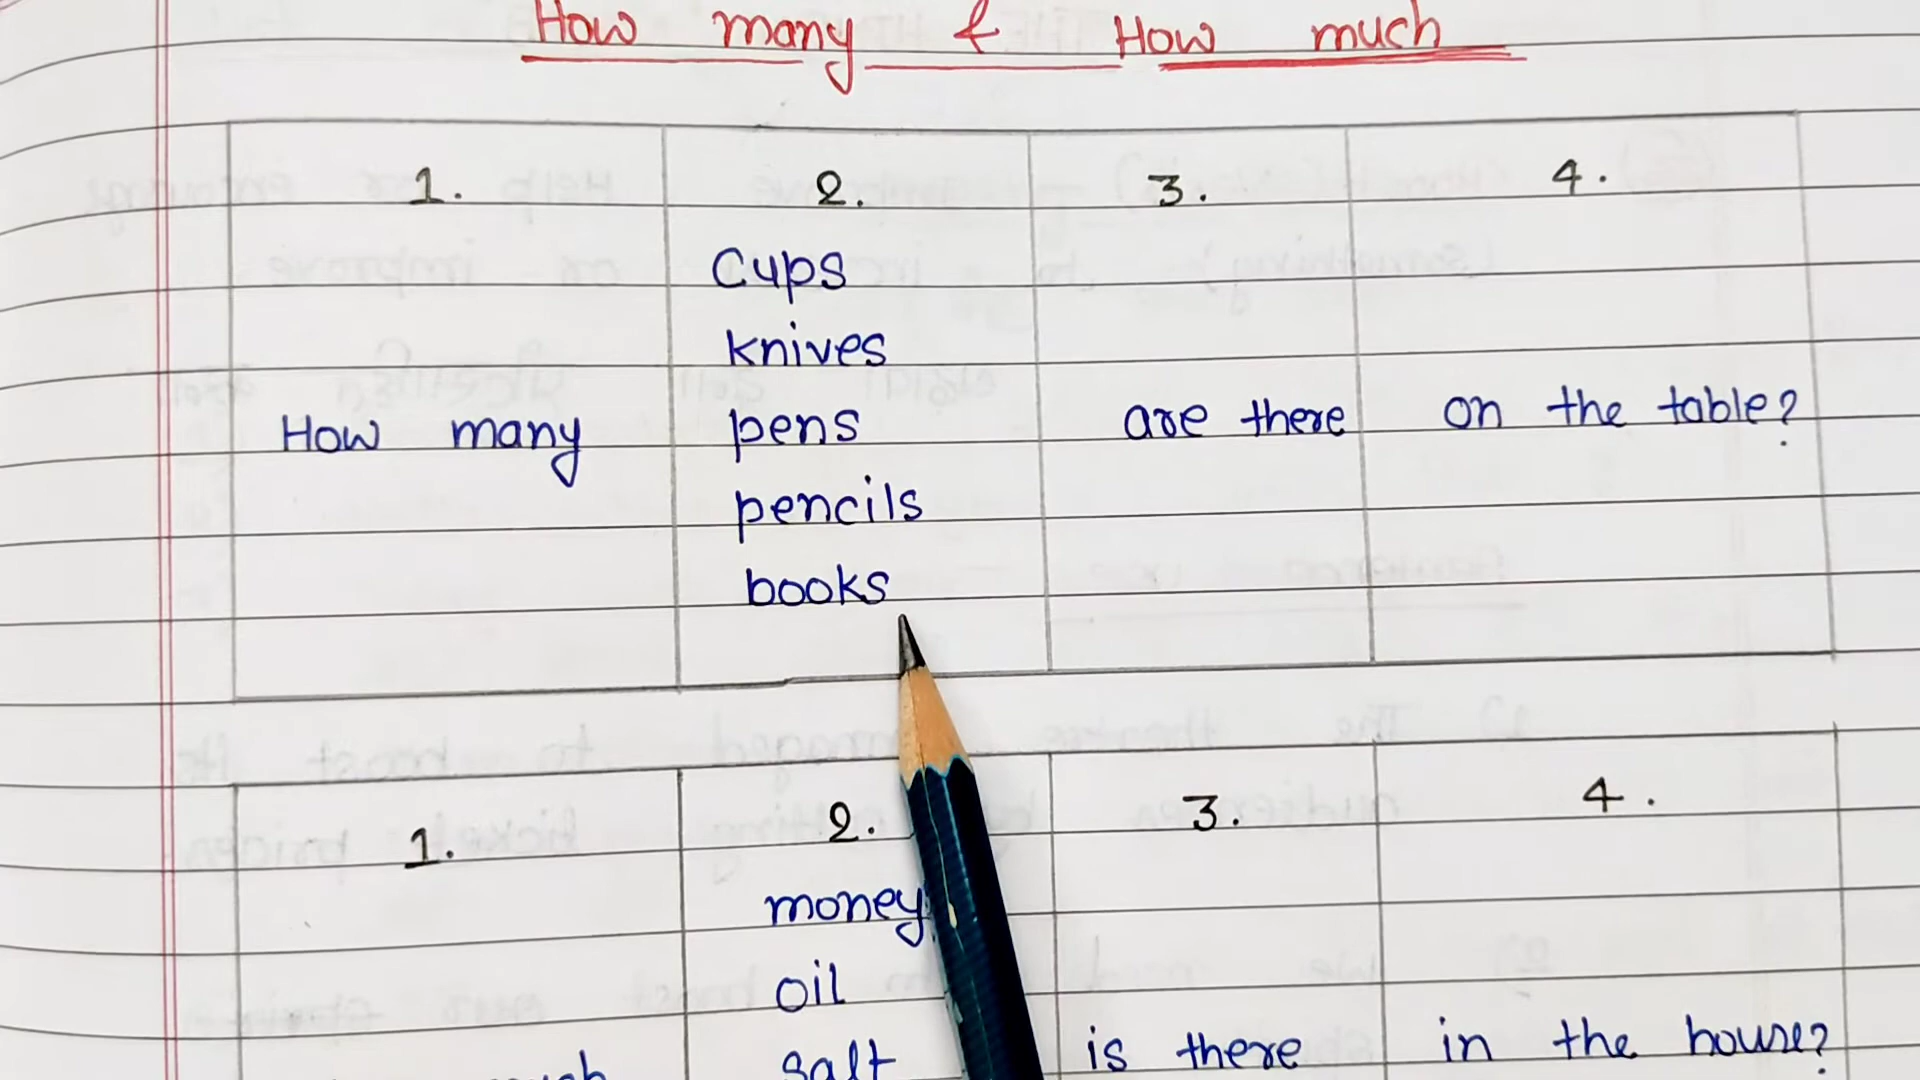 How many & How much
1. 2. 3. 4.
Cups
knives
How many pens are there on the table?
pencils
books
1. 2. 3. 4.
money
oil
salt is there in the house?